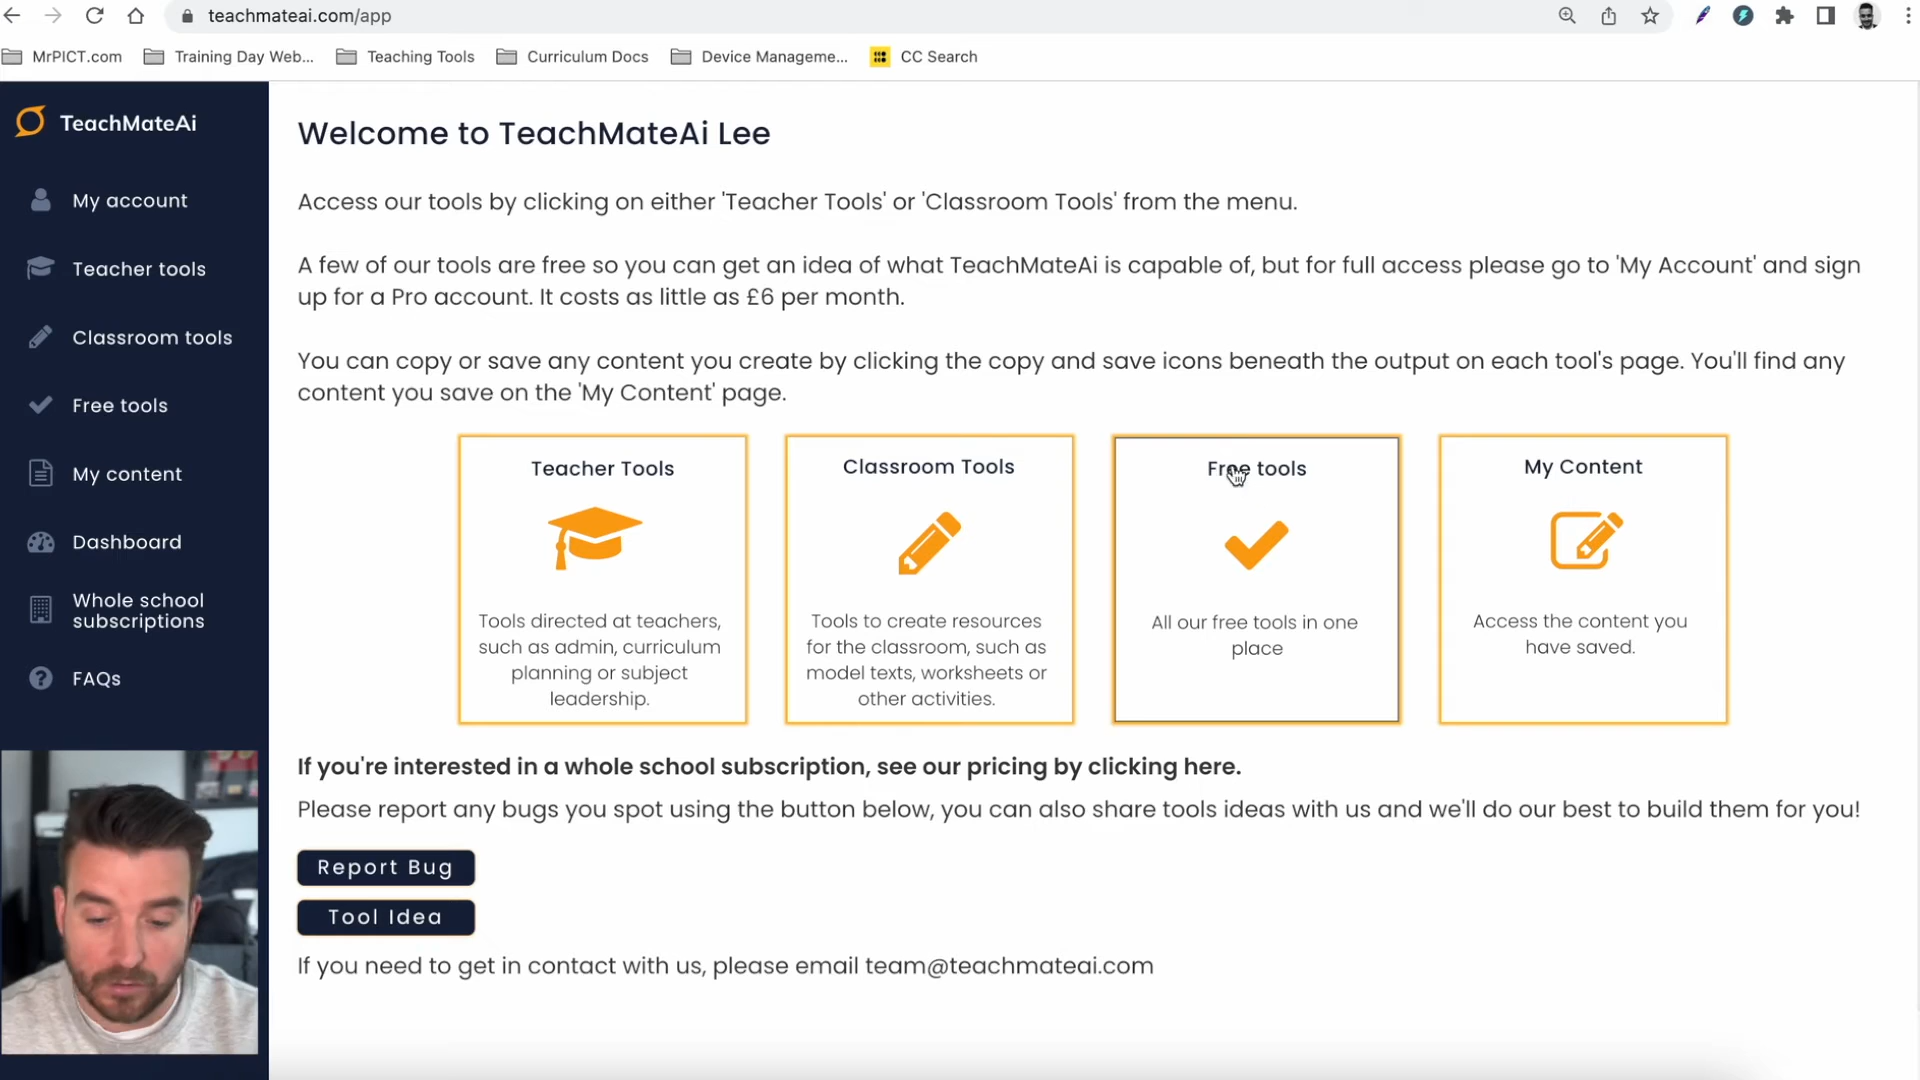 teachmateai.com/app
MrPICT.com
Training Day Web...
Teaching Tools
Curriculum Docs
Device Manageme...
CC Search
TeachMateAi
My account
Teacher tools
Classroom tools
Free tools
My content
Dashboard
Whole school
subscriptions
FAQs
Welcome to TeachMateAi Lee
Access our tools by clicking on either 'Teacher Tools' or 'Classroom Tools' from the menu.
A few of our tools are free so you can get an idea of what TeachMateAi is capable of, but for full access please go to 'My Account' and sign
up for a Pro account. It costs as little as £6 per month.
You can copy or save any content you create by clicking the copy and save icons beneath the output on each tool's page. You'll find any
content you save on the 'My Content' page.
Teacher Tools
Tools directed at teachers,
such as admin, curriculum
planning or subject
leadership.
Classroom Tools
Tools to create resources
for the classroom, such as
model texts, worksheets or
other activities.
Free tools
All our free tools in one
place
My Content
Access the content you
have saved.
If you're interested in a whole school subscription, see our pricing by clicking here.
Please report any bugs you spot using the button below, you can also share tools ideas with us and we'll do our best to build them for you!
Report Bug
Tool Idea
If you need to get in contact with us, please email team@teachmateai.com